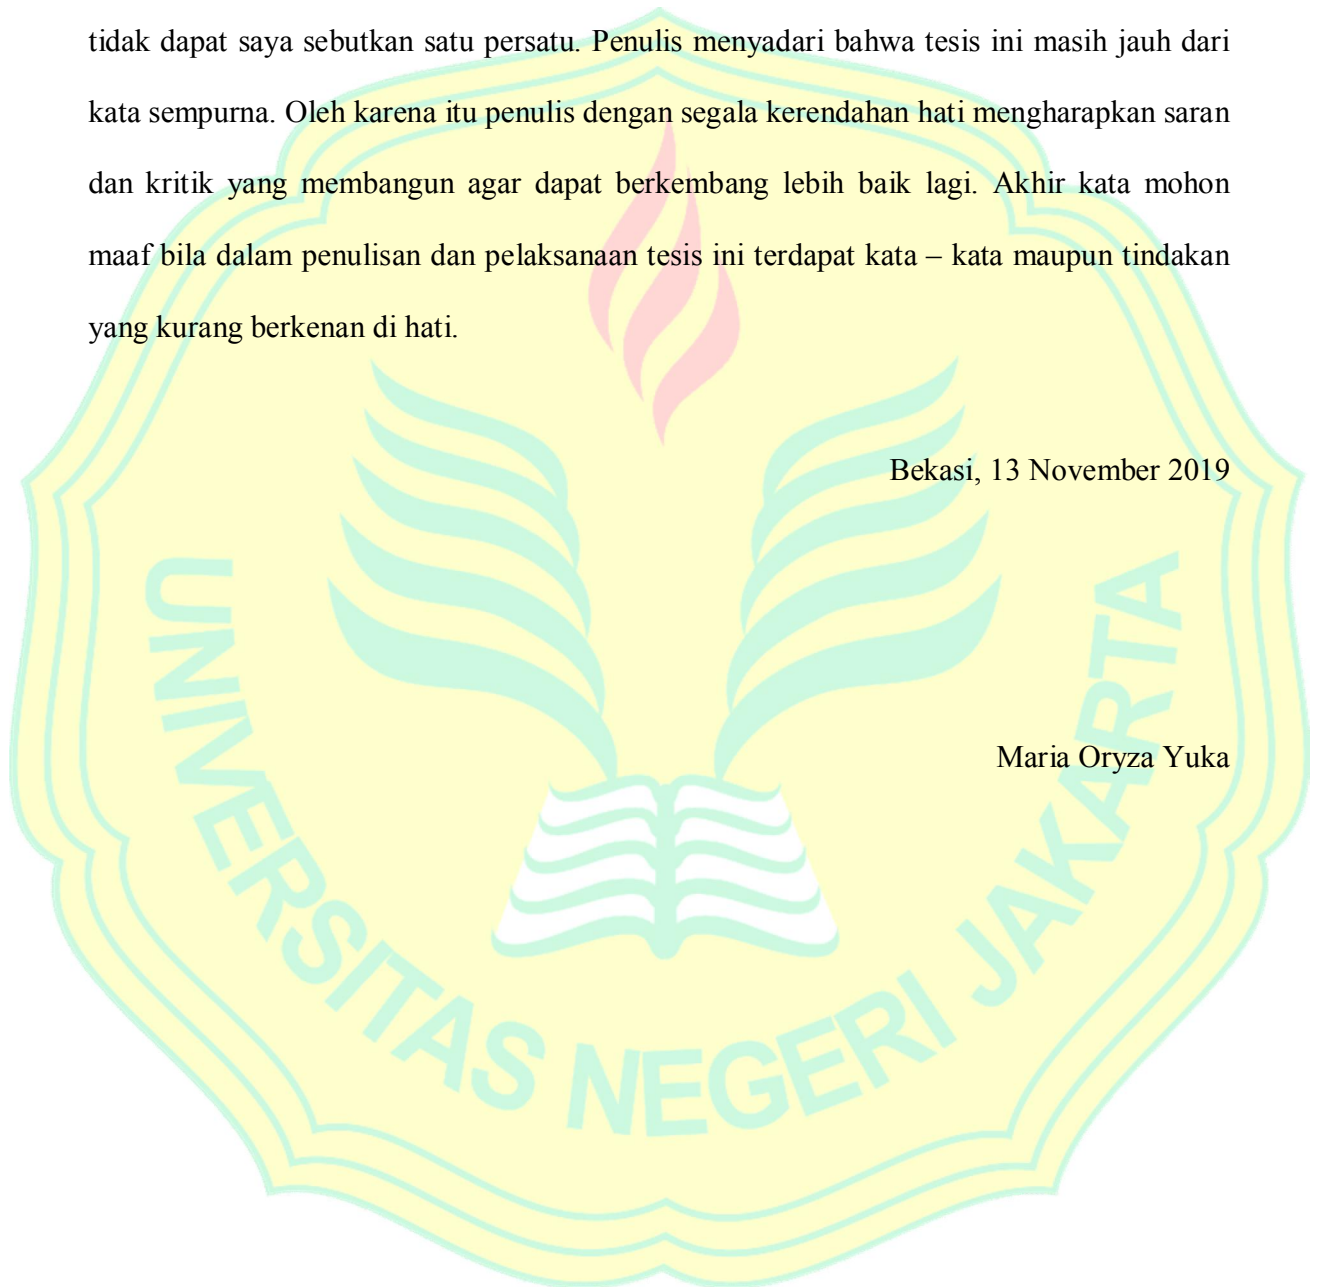 tidak dapat saya sebutkan satu persatu. Penulis menyadari bahwa tesis ini masih jauh dari
kata sempurna. Oleh karena itu penulis dengan segala kerendahan hati mengharapkan saran
dan kritik yang membangun agar dapat berkembang lebih baik lagi. Akhir kata mohon
maaf bila dalam penulisan dan pelaksanaan tesis ini terdapat kata – kata maupun tindakan
yang kurang berkenan di hati.
Bekasi, 13 November 2019
Maria Oryza Yuka
UNIVERSITAS NEGERI JAKARTA